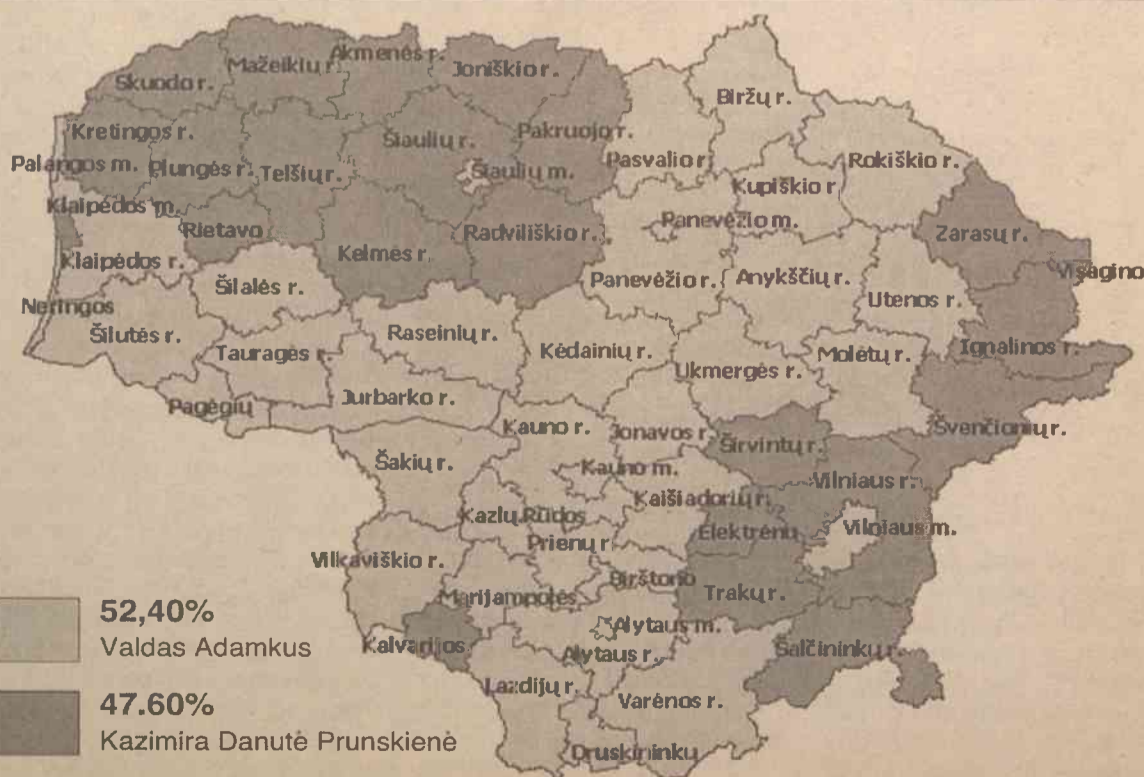 Akmenės r.
Mažeikių r.
Joniškio r.
Skuodo r.
Biržų r.
Kretingos r.
Šiaulių r.
Pakruojo r.
Palangos m.
Plungės r.
Telšių r.
Šiaulių m.
Pasvalio r.
Rokiškio r.
Kupiškio r.
Klaipėdos m.
Rietavo
Kelmės r.
Radviliškio r.
Panevėžio m.
Zarasų r.
Klaipėdos r.
Šilalės r.
Panevėžio r.
Anykščių r.
Utenos r.
Visagino
Neringos
Šilutės r.
Tauragės r.
Raseinių r.
Kėdainių r.
Ukmergės r.
Molėtų r.
Ignalinos r.
Pagėgių
Jurbarko r.
Kauno r.
Jonavos r.
Širvintų r.
Švenčionių r.
Šakių r.
Kauno m.
Vilniaus r.
Kaišiadorių r.
Kazlų Rūdos
Elektrėnų
Vilniaus m.
Prienų r.
Vilkaviškio r.
Birštono
Marijampolės
Trakų r.
Kalvarijos
Alytaus m.
Alytaus r.
Šalčininkų r.
Lazdijų r.
Varėnos r.
Druskininkų
52,40%
Valdas Adamkus
47.60%
Kazimira Danutė Prunskienė